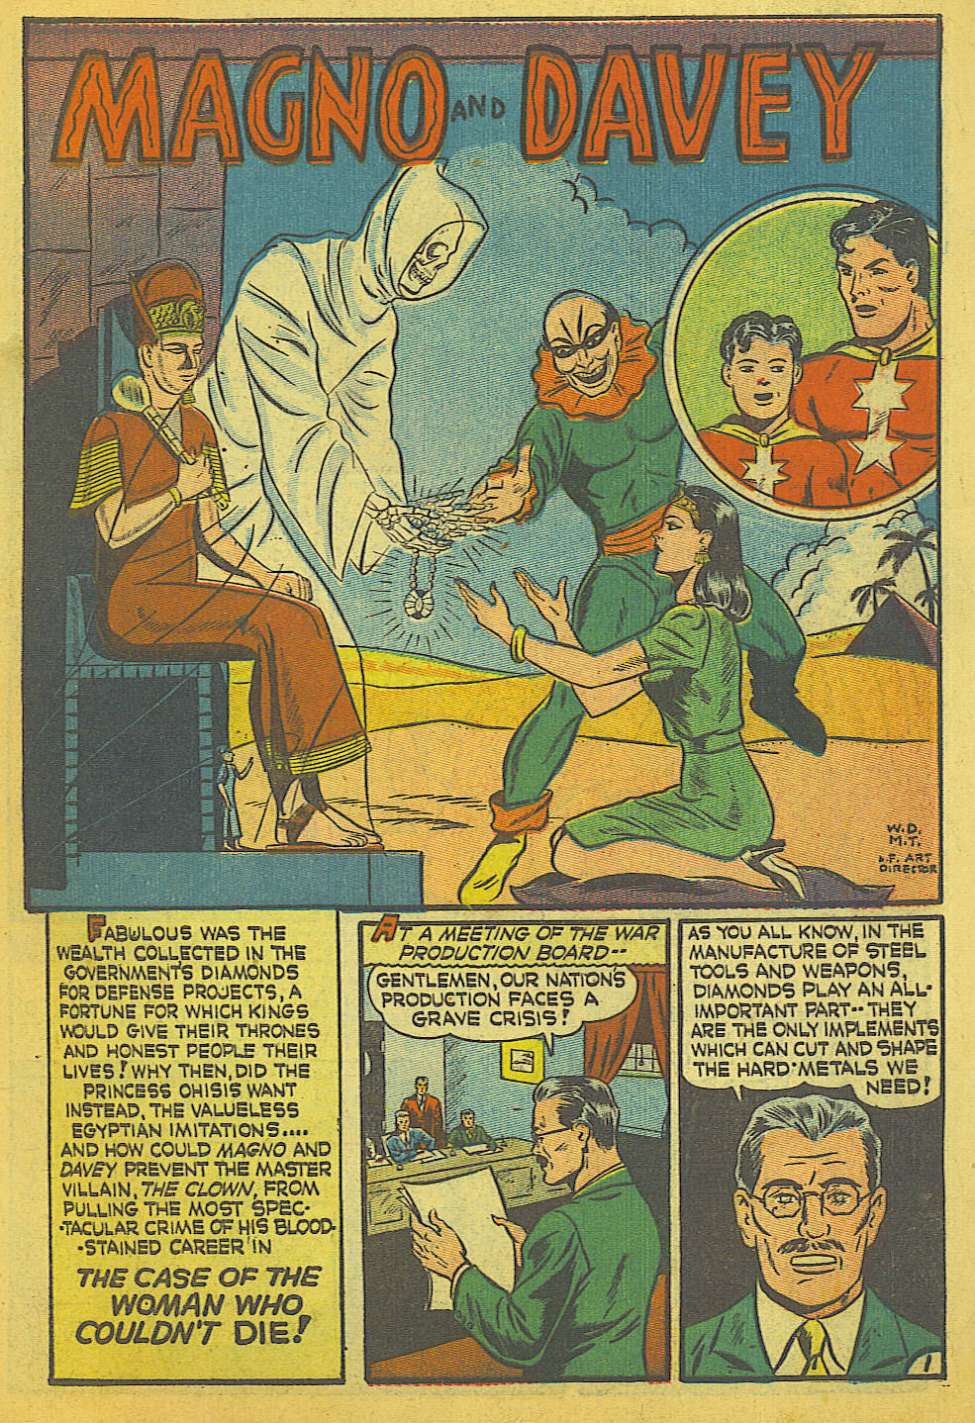 MAGNO AND DAVEY
W.D.
M.T.
D.F. ART
DIRECTOR
FABULOUS WAS THE
WEALTH COLLECTED IN THE
GOVERNMENT'S DIAMONDS
FOR DEFENSE PROJECTS, A
FORTUNE FOR WHICH KINGS
WOULD GIVE THEIR THRONES
AND HONEST PEOPLE THEIR
LIVES! WHY THEN, DID THE
PRINCESS OHISIS WANT
INSTEAD, THE VALUELESS
EGYPTIAN IMITATIONS....
AND HOW COULD MAGNO AND
DAVEY PREVENT THE MASTER
VILLAIN, THE CLOWN, FROM
PULLING THE MOST SPEC-
-TACULAR CRIME OF HIS BLOOD-
-STAINED CAREER IN
THE CASE OF THE
WOMAN WHO
COULDN'T DIE!
AT A MEETING OF THE WAR
PRODUCTION BOARD--
GENTLEMEN, OUR NATION'S
PRODUCTION FACES A
GRAVE CRISIS!
AS YOU ALL KNOW, IN THE
MANUFACTURE OF STEEL
TOOLS AND WEAPONS,
DIAMONDS PLAY AN ALL-
IMPORTANT PART-- THEY
ARE THE ONLY IMPLEMENTS
WHICH CAN CUT AND SHAPE
THE HARD-METALS WE
NEED!
1